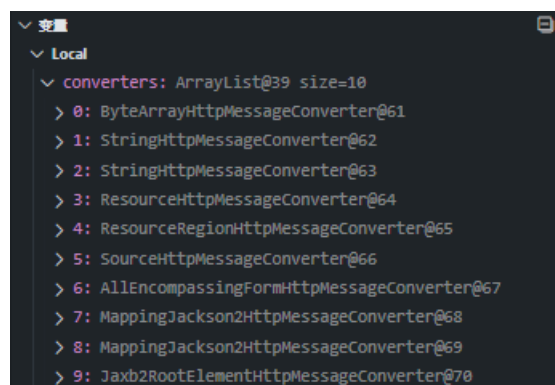 变量
Local
converters: ArrayList@39 size=10
0: ByteArrayHttpMessageConverter@61
1: StringHttpMessageConverter@62
2: StringHttpMessageConverter@63
3: ResourceHttpMessageConverter@64
4: ResourceRegionHttpMessageConverter@65
5: SourceHttpMessageConverter@66
6: AllEncompassingFormHttpMessageConverter@67
7: MappingJackson2HttpMessageConverter@68
8: MappingJackson2HttpMessageConverter@69
9: Jaxb2RootElementHttpMessageConverter@70